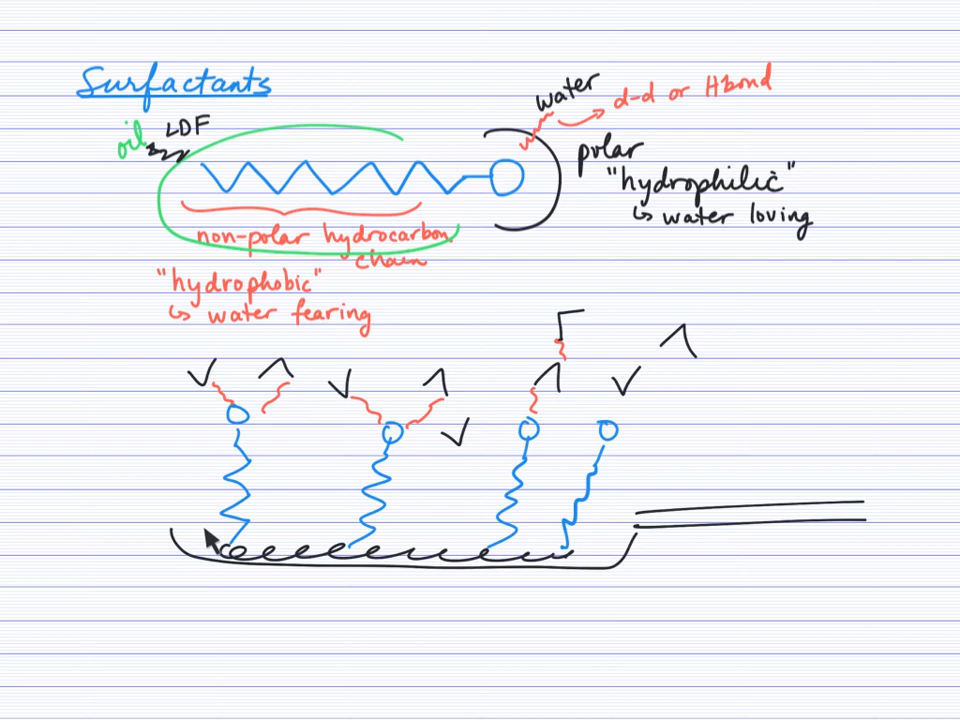 Surfactants
water
d-d or H bond
oil
LDF
polar
"hydrophilic"
↳ water loving
non-polar hydrocarbon
chain
"hydrophobic"
↳ water fearing